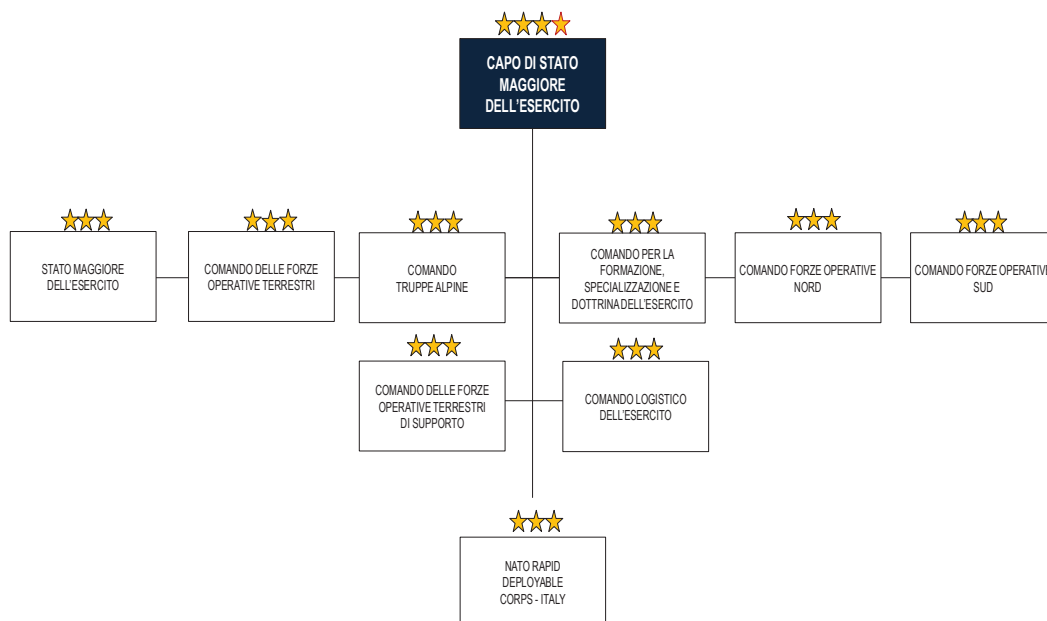 CAPO DI STATO
MAGGIORE
DELL'ESERCITO
STATO MAGGIORE
DELL'ESERCITO
COMANDO DELLE FORZE
OPERATIVE TERRESTRI
COMANDO
TRUPPE ALPINE
COMANDO PER LA
FORMAZIONE,
SPECIALIZZAZIONE E
DOTTRINA DELL'ESERCITO
COMANDO FORZE OPERATIVE
NORD
COMANDO FORZE OPERATIVE
SUD
COMANDO DELLE FORZE
OPERATIVE TERRESTRI
DI SUPPORTO
COMANDO LOGISTICO
DELL'ESERCITO
NATO RAPID
DEPLOYABLE
CORPS - ITALY